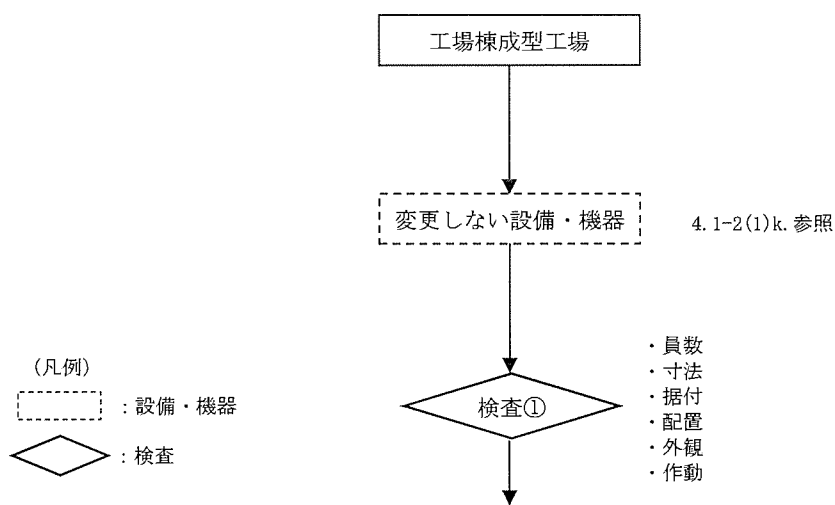 工場棟成型工場
変更しない設備・機器
4.1-2(1)k.参照
・員数
・寸法
・据付
・配置
・外観
・作動
検査①
(凡例)
：設備・機器
：検査